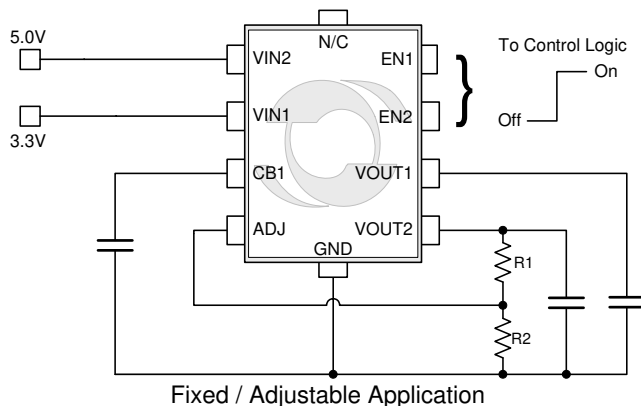 N/C
5.0V
VIN2
EN1
To Control Logic
On
Off
3.3V
VIN1
EN2
CB1
VOUT1
ADJ
VOUT2
GND
R1
R2
Fixed / Adjustable Application